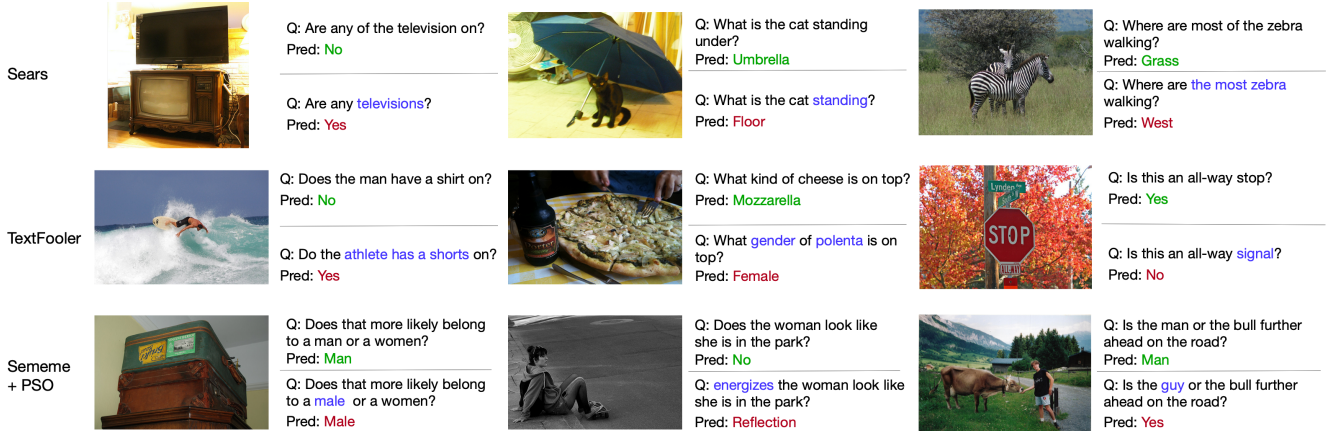 Sears
Q: Are any of the television on?
Pred: No
Q: Are any televisions?
Pred: Yes
Q: What is the cat standing
under?
Pred: Umbrella
Q: What is the cat standing?
Pred: Floor
Q: Where are most of the zebra
walking?
Pred: Grass
Q: Where are the most zebra
walking?
Pred: West
TextFooler
Q: Does the man have a shirt on?
Pred: No
Q: Do the athlete has a shorts on?
Pred: Yes
Q: What kind of cheese is on top?
Pred: Mozzarella
Q: What gender of polenta is on
top?
Pred: Female
Lynden
STOP
ALL WAY
Q: Is this an all-way stop?
Pred: Yes
Q: Is this an all-way signal?
Pred: No
Sememe
+ PSO
Q: Does that more likely belong
to a man or a women?
Pred: Man
Q: Does that more likely belong
to a male or a women?
Pred: Male
Q: Does the woman look like
she is in the park?
Pred: No
Q: energizes the woman look like
she is in the park?
Pred: Reflection
Q: Is the man or the bull further
ahead on the road?
Pred: Man
Q: Is the guy or the bull further
ahead on the road?
Pred: Yes